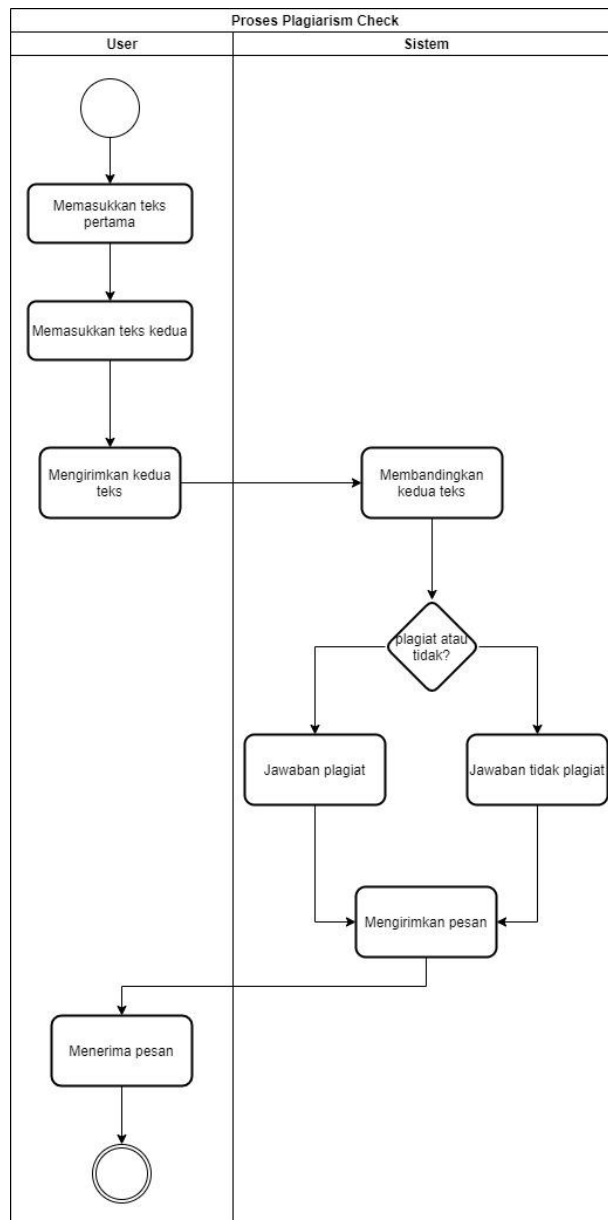 Proses Plagiarism Check
User
Sistem
Memasukkan teks
pertama
Memasukkan teks kedua
Mengirimkan kedua
teks
Membandingkan
kedua teks
plagiat atau
tidak?
Jawaban plagiat
Jawaban tidak plagiat
Mengirimkan pesan
Menerima pesan